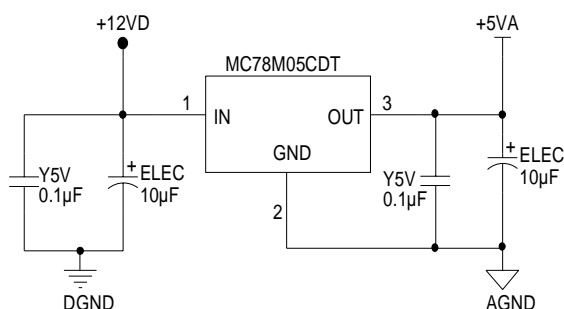 +12VD
+5VA
MC78M05CDT
1
IN
OUT
3
GND
2
Y5V
0.1µF
+
ELEC
10µF
Y5V
0.1µF
+
ELEC
10µF
DGND
AGND